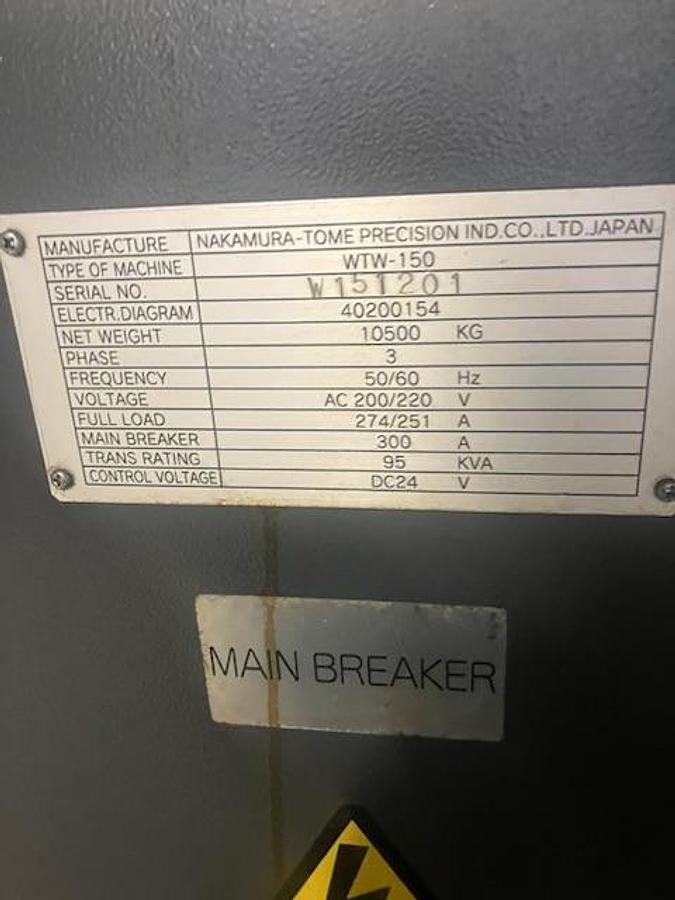 MANUFACTURE NAKAMURA-TOME PRECISION IND.CO.,LTD.JAPAN
TYPE OF MACHINE WTW-150
SERIAL NO. W151201
ELECTR.DIAGRAM 40200154
NET WEIGHT 10500 KG
PHASE 3
FREQUENCY 50/60 Hz
VOLTAGE AC 200/220 V
FULL LOAD 274/251 A
MAIN BREAKER 300 A
TRANS RATING 95 KVA
CONTROL VOLTAGE DC24 V
MAIN BREAKER